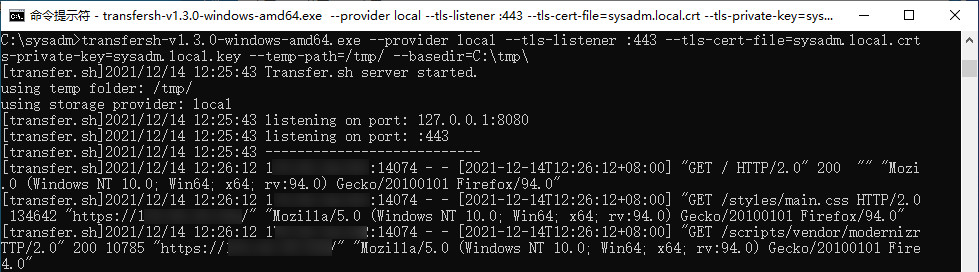 命令提示符 - transfersh-v1.3.0-windows-amd64.exe --provider local --tls-listener :443 --tls-cert-file=sysadm.local.crt --tls-private-key=sys...
C:\sysadm>transfersh-v1.3.0-windows-amd64.exe --provider local --tls-listener :443 --tls-cert-file=sysadm.local.crt
s-private-key=sysadm.local.key --temp-path=/tmp/ --basedir=C:\tmp\
[transfer.sh]2021/12/14 12:25:43 Transfer.sh server started.
using temp folder: /tmp/
using storage provider: local
[transfer.sh]2021/12/14 12:25:43 listening on port: 127.0.0.1:8080
[transfer.sh]2021/12/14 12:25:43 listening on port: :443
[transfer.sh]2021/12/14 12:25:43 ---------------------------
[transfer.sh]2021/12/14 12:26:12 1 :14074 - - [2021-12-14T12:26:12+08:00] "GET / HTTP/2.0" 200 "" "Mozi
.0 (Windows NT 10.0; Win64; x64; rv:94.0) Gecko/20100101 Firefox/94.0"
[transfer.sh]2021/12/14 12:26:12 1 :14074 - - [2021-12-14T12:26:12+08:00] "GET /styles/main.css HTTP/2.0
134642 "https://1 /" "Mozilla/5.0 (Windows NT 10.0; Win64; x64; rv:94.0) Gecko/20100101 Firefox/94.0"
[transfer.sh]2021/12/14 12:26:12 1 :14074 - - [2021-12-14T12:26:12+08:00] "GET /scripts/vendor/modernizr
TTP/2.0" 200 10785 "https:/ /" "Mozilla/5.0 (Windows NT 10.0; Win64; x64; rv:94.0) Gecko/20100101 Fire
4.0"